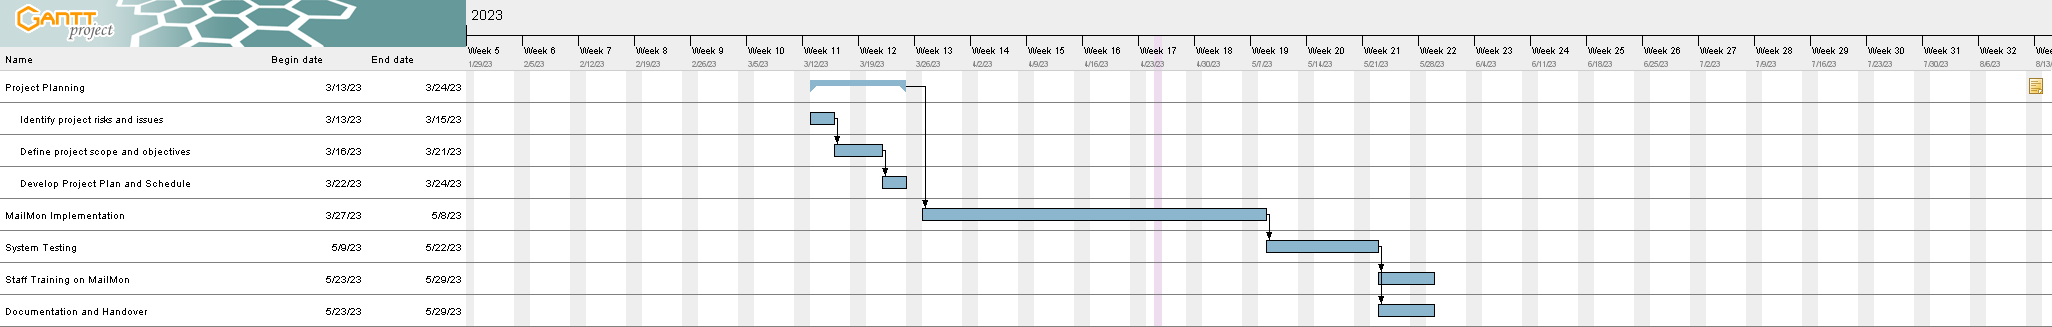 GANTT
project
2023
Week 5 Week 6 Week 7 Week 8 Week 9 Week 10 Week 11 Week 12 Week 13 Week 14 Week 15 Week 16 Week 17 Week 18 Week 19 Week 20 Week 21 Week 22 Week 23 Week 24 Week 25 Week 26 Week 27 Week 28 Week 29 Week 30 Week 31 Week 32 Wee
Name Begin date End date
1/29/23 2/5/23 2/12/23 2/19/23 2/26/23 3/5/23 3/12/23 3/19/23 3/26/23 4/2/23 4/9/23 4/16/23 4/23/23 4/30/23 5/7/23 5/14/23 5/21/23 5/28/23 6/4/23 6/11/23 6/18/23 6/25/23 7/2/23 7/9/23 7/16/23 7/23/23 7/30/23 8/6/23 8/13/
Project Planning 3/13/23 3/24/23
Identify project risks and issues 3/13/23 3/15/23
Define project scope and objectives 3/16/23 3/21/23
Develop Project Plan and Schedule 3/22/23 3/24/23
MailMon Implementation 3/27/23 5/8/23
System Testing 5/9/23 5/22/23
Staff Training on MailMon 5/23/23 5/29/23
Documentation and Handover 5/23/23 5/29/23